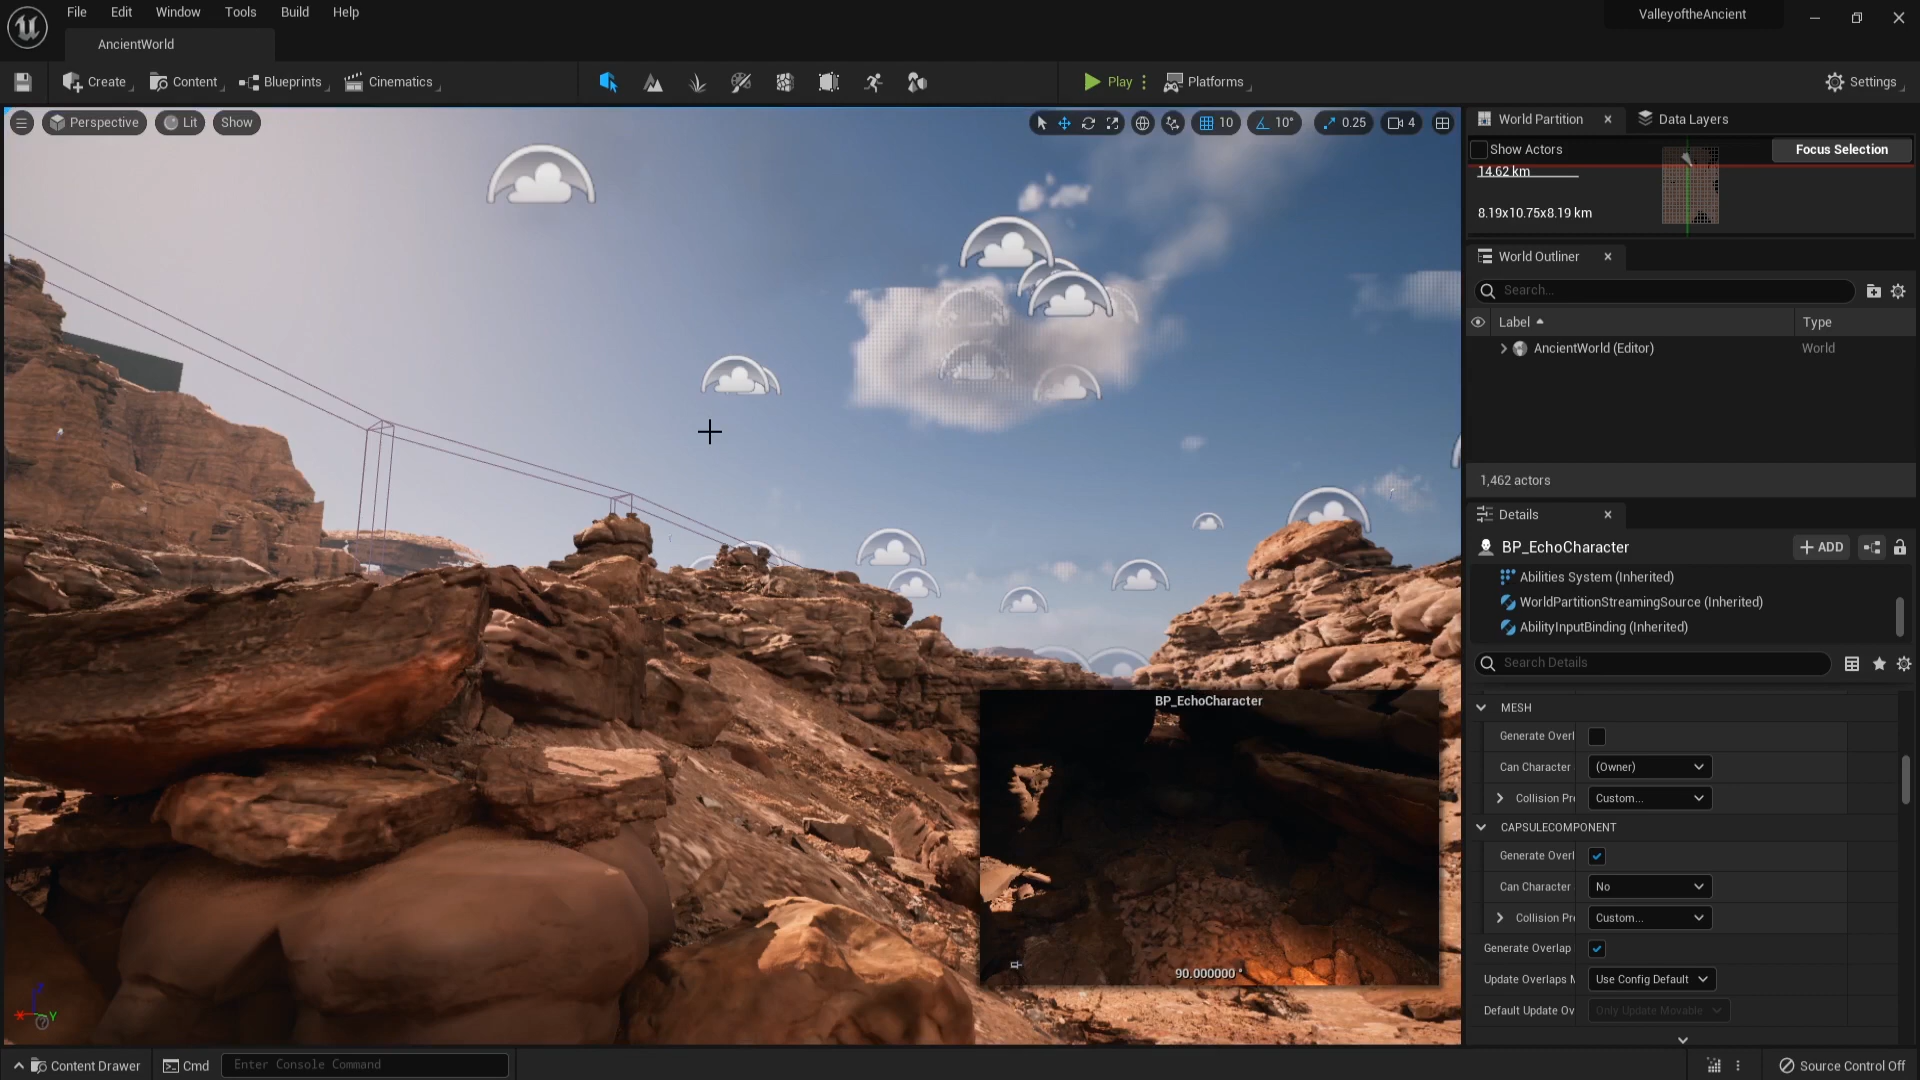 File Edit Window Tools Build Help
ValleyoftheAncient
AncientWorld
Create Content Blueprints Cinematics Play Platforms Settings
Perspective Lit Show 10 10° 0.25 4
World Partition Data Layers
Show Actors Focus Selection
14.62 km
8.19x10.75x8.19 km
World Outliner
Search...
Label Type
AncientWorld (Editor) World
1,462 actors
Details
BP_EchoCharacter ADD
Abilities System (Inherited)
WorldPartitionStreamingSource (Inherited)
AbilityInputBinding (Inherited)
Search Details
MESH
Generate Overl
Can Character (Owner)
Collision Pr Custom...
CAPSULECOMPONENT
Generate Overl
Can Character No
Collision Pr Custom...
Generate Overlap
Update Overlaps M Use Config Default
Default Update Ov Only Update Movable
BP_EchoCharacter
90.000000 °
X Y Z
Content Drawer Cmd Enter Console Command Source Control Off